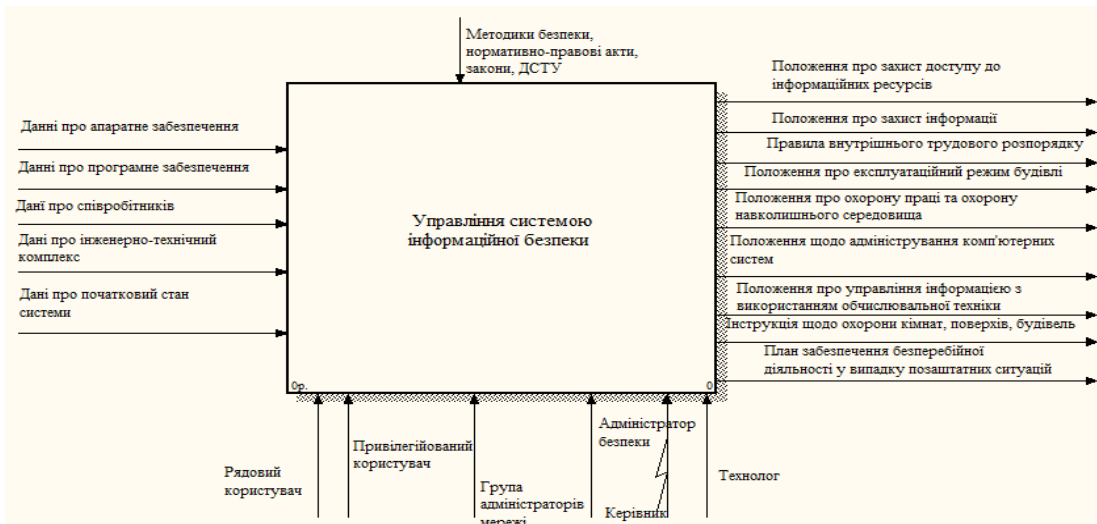 Методики безпеки,
нормативно-правові акти,
закони, ДСТУ
Данні про апаратне забезпечення
Данні про програмне забезпечення
Данї про співробітників
Дані про інженерно-технічний
комплекс
Дані про початковий стан
системи
Управління системою
інформаційної безпеки
0р.
0
Положення про захист доступу до
інформаційних ресурсів
Положення про захист інформації
Правила внутрішнього трудового розпорядку
Положення про експлуатаційний режим будівлі
Положення про охорону праці та охорону
навколишнього середовища
Положення щодо адміністрування комп'ютерних
систем
Положення про управління інформацією з
використанням обчислювальної техніки
Інструкція щодо охорони кімнат, поверхів, будівель
План забезпечення безперебійної
діяльності у випадку позаштатних ситуацій
Рядовий
користувач
Привілегійований
користувач
Група
адміністраторів
мережі
Адміністратор
безпеки
Керівник
Технолог